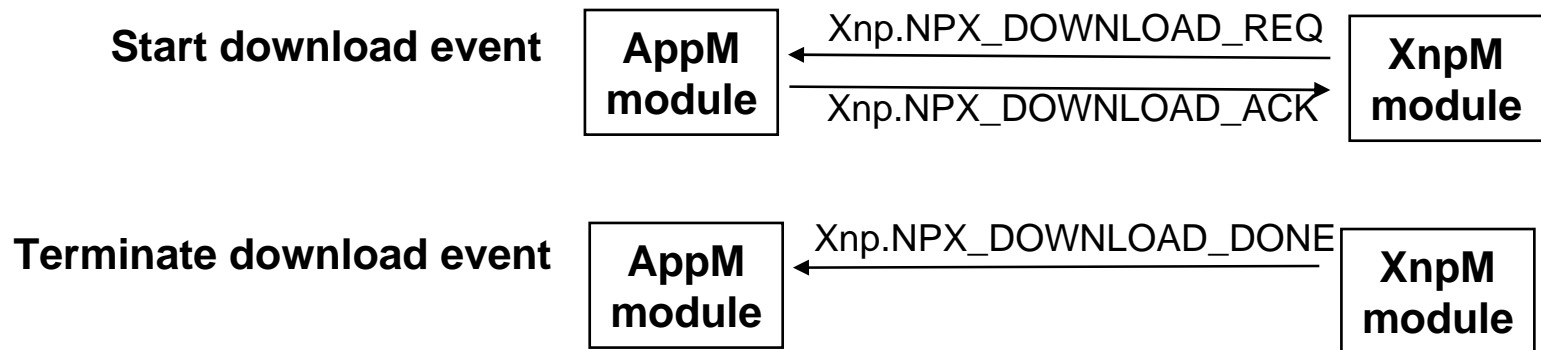 Start download event
AppM
module
Xnp.NPX_DOWNLOAD_REQ
Xnp.NPX_DOWNLOAD_ACK
XnpM
module
Terminate download event
AppM
module
Xnp.NPX_DOWNLOAD_DONE
XnpM
module